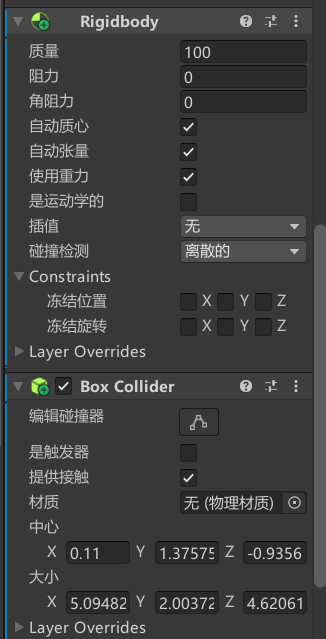 Rigidbody
质量 100
阻力 0
角阻力 0
自动质心
自动张量
使用重力
是运动学的
插值 无
碰撞检测 离散的
Constraints
冻结位置 X Y Z
冻结旋转 X Y Z
Layer Overrides
Box Collider
编辑碰撞器
是触发器
提供接触
材质 无 (物理材质)
中心
X 0.11 Y 1.37575 Z -0.9356
大小
X 5.09482 Y 2.00372 Z 4.62061
Layer Overrides